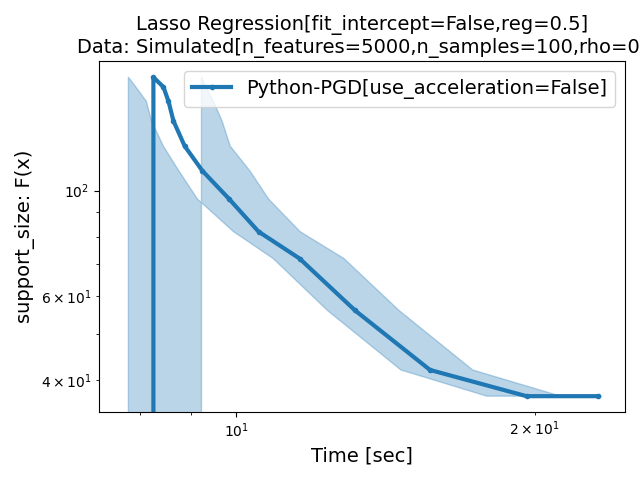 Lasso Regression[fit_intercept=False,reg=0.5]
Data: Simulated[n_features=5000,n_samples=100,rho=0
Python-PGD[use_acceleration=False]
support_size: F(x)
10²
6 × 10¹
4 × 10¹
10¹
2 × 10¹
Time [sec]